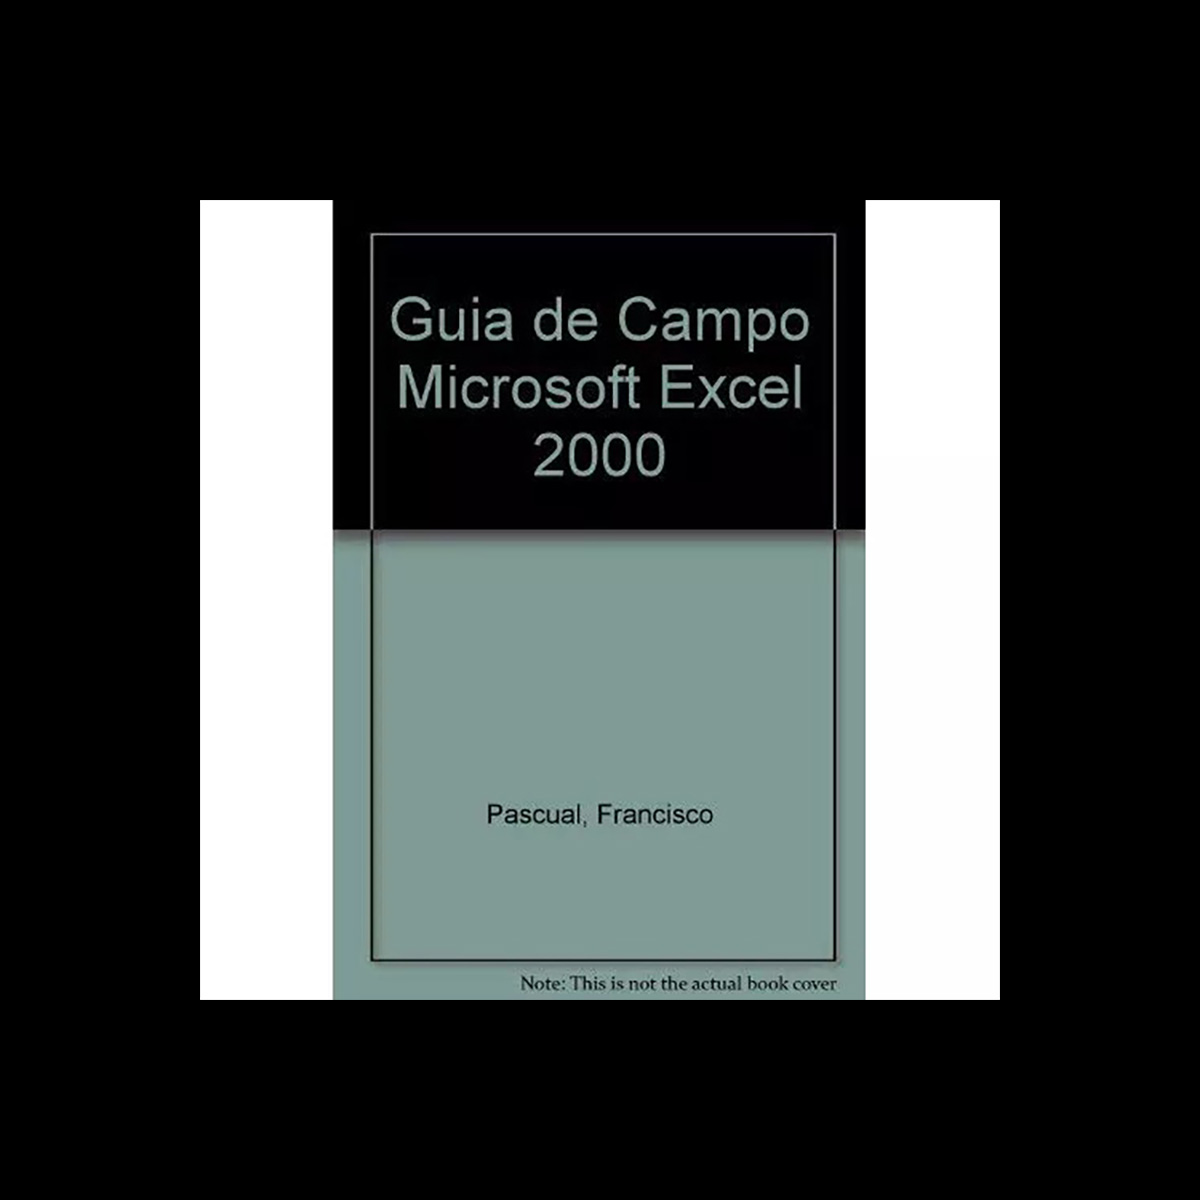 Guia de Campo
Microsoft Excel
2000
Pascual, Francisco
Note: This is not the actual book cover